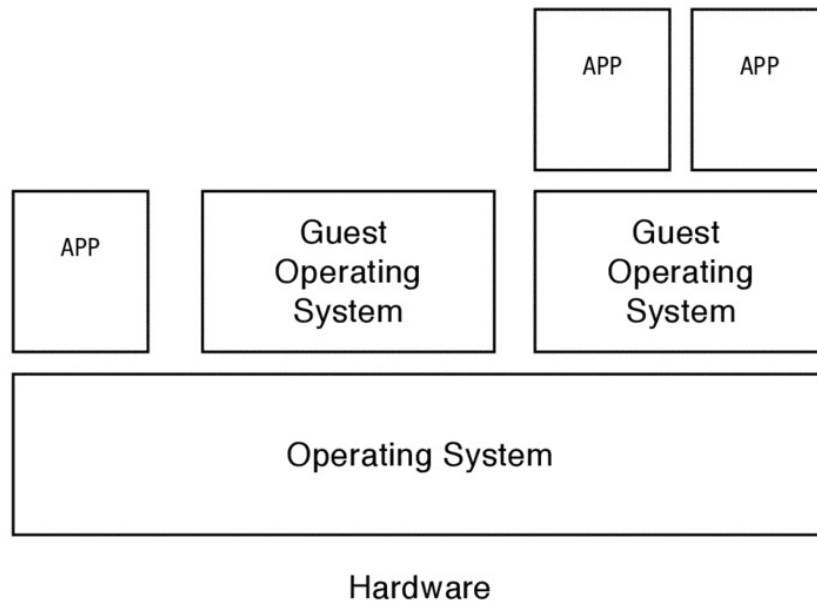 APP
APP
APP
Guest
Operating
System
Guest
Operating
System
Operating System
Hardware